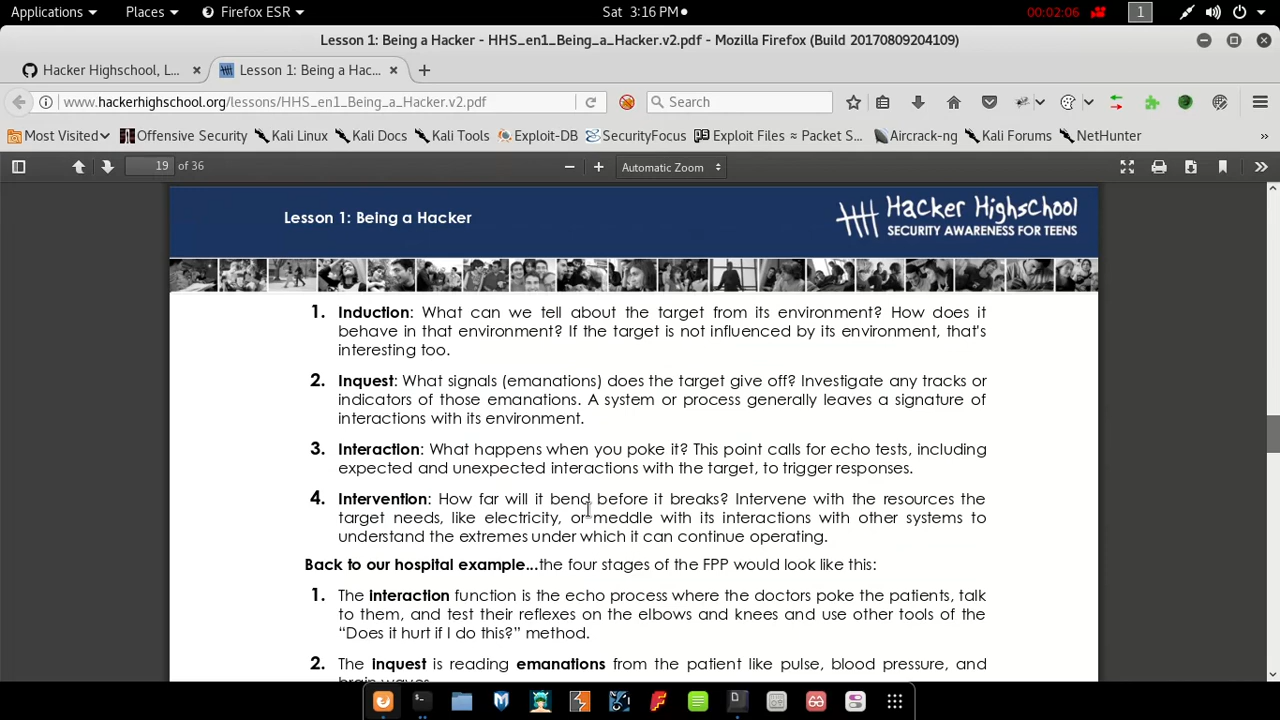 Applications Places Firefox ESR Sat 3:16 PM 00:02:06 1
Lesson 1: Being a Hacker - HHS_en1_Being_a_Hacker.v2.pdf - Mozilla Firefox (Build 20170809204109)
Hacker Highschool, L... Lesson 1: Being a Hac...
www.hackerhighschool.org/lessons/HHS_en1_Being_a_Hacker.v2.pdf Search
Most Visited Offensive Security Kali Linux Kali Docs Kali Tools Exploit-DB SecurityFocus Exploit Files ≈ Packet S... Aircrack-ng Kali Forums NetHunter
19 of 36 Automatic Zoom
Lesson 1: Being a Hacker
Hacker Highschool
SECURITY AWARENESS FOR TEENS
1. Induction: What can we tell about the target from its environment? How does it
behave in that environment? If the target is not influenced by its environment, that's
interesting too.
2. Inquest: What signals (emanations) does the target give off? Investigate any tracks or
indicators of those emanations. A system or process generally leaves a signature of
interactions with its environment.
3. Interaction: What happens when you poke it? This point calls for echo tests, including
expected and unexpected interactions with the target, to trigger responses.
4. Intervention: How far will it bend before it breaks? Intervene with the resources the
target needs, like electricity, or meddle with its interactions with other systems to
understand the extremes under which it can continue operating.
Back to our hospital example...the four stages of the FPP would look like this:
1. The interaction function is the echo process where the doctors poke the patients, talk
to them, and test their reflexes on the elbows and knees and use other tools of the
“Does it hurt if I do this?” method.
2. The inquest is reading emanations from the patient like pulse, blood pressure, and
brain waves.